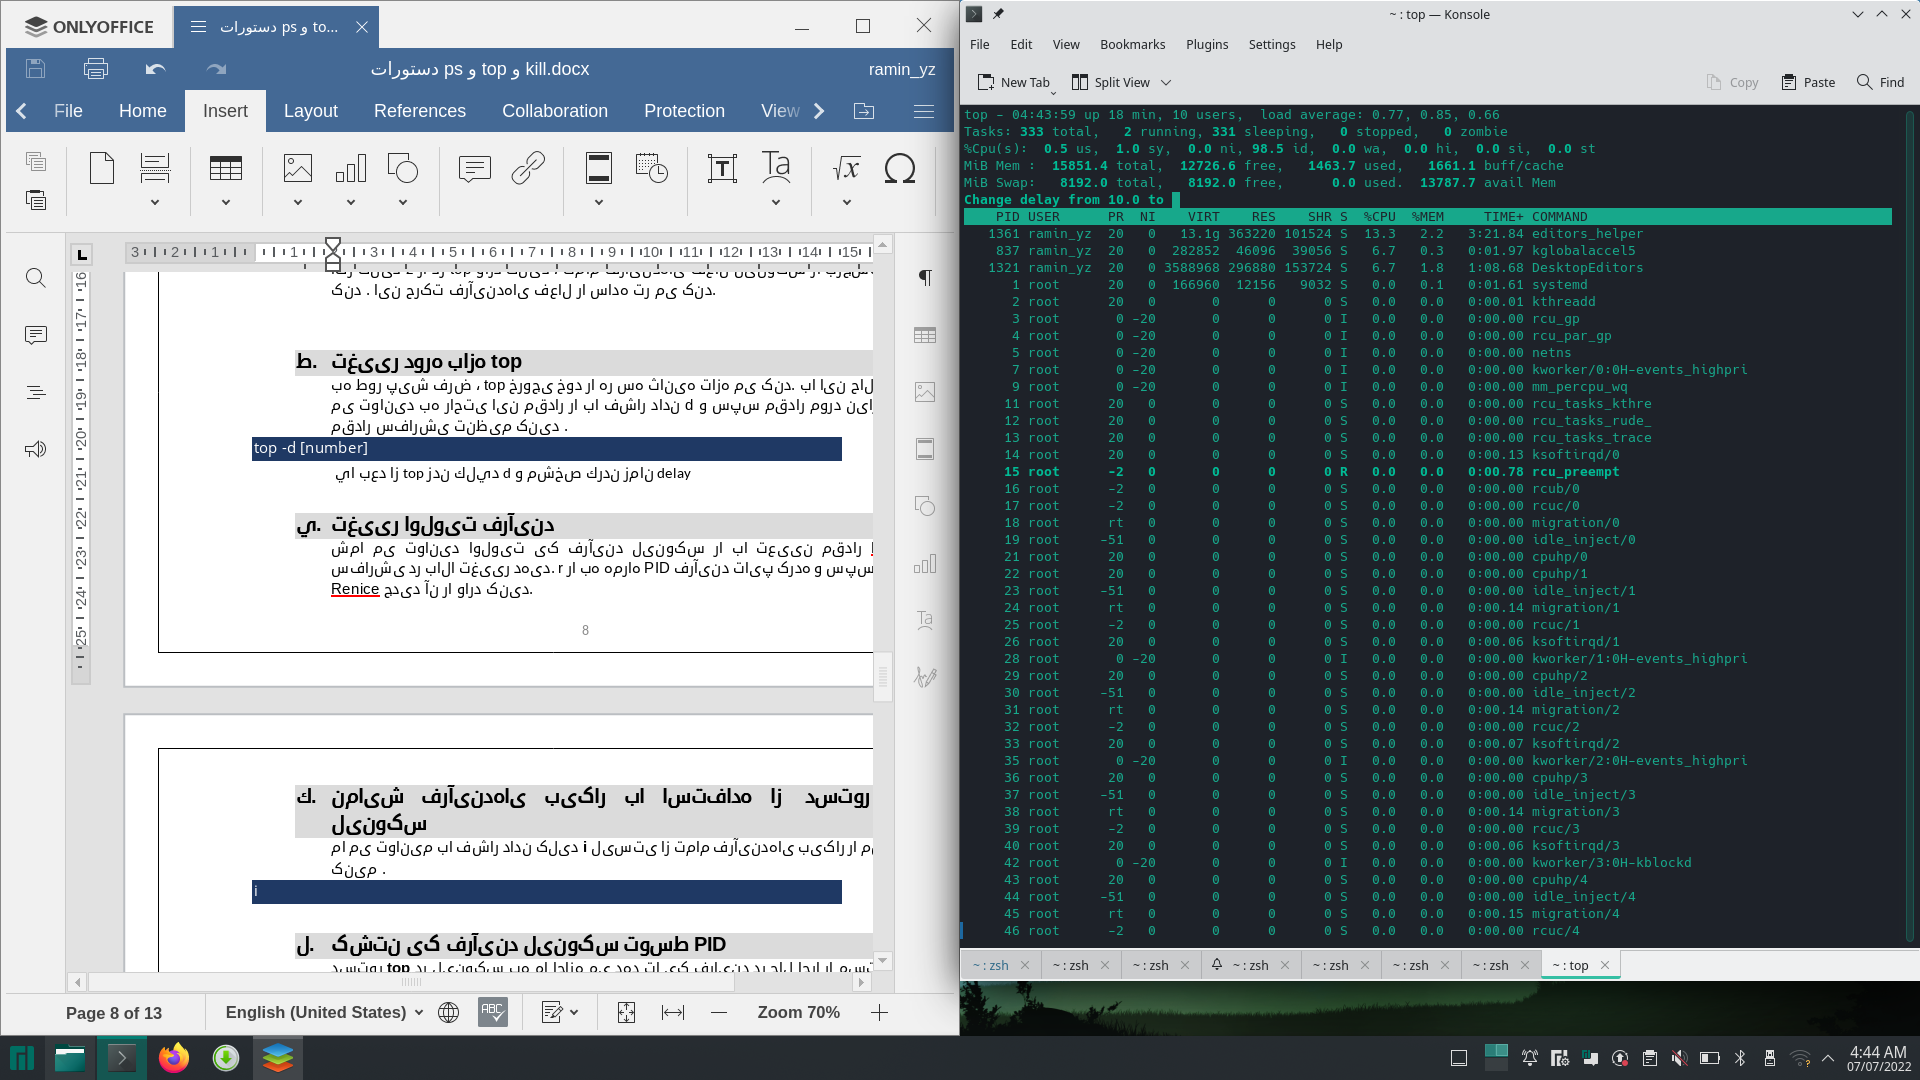 ONLYOFFICE
دستورات ps و to...
دستورات ps و top و kill.docx
ramin_yz
File Home Insert Layout References Collaboration Protection View
کند . این تحرکت فرآیندهای فعال را ساده تر می کند.
ط. تغییر دوره بازه top
به طور پیش فرض ، top خروجی خود را هر سه ثانیه تازه می کند. با این حال
می توانید به راحتی این مقدار را با فشار دادن d و سپس مقدار مورد نیاز
مقدار سفارشی تنظیم کنید .
top -d [number]
يا بعد از top زدن كليد d و مشخص كردن زمان delay
ي. تغییر اولویت فرآیند
شما می توانید اولویت یک فرآیند لینوکس را با تعیین مقدار
سفارشی در بالا تغییر دهید. r را به همراه PID فرآیند تایپ کرده و سپس
Renice جدید آن را وارد کنید.
8
ك. نمایش فرآیندهای بیکار با استفاده از دستور
لینوکس
ما می توانیم با فشار دادن کلید i لیستی از تمام فرآیندهای بیکار را
کنیم .
i
ل. کشتن یک فرآیند لینوکس توسط PID
Page 8 of 13
English (United States)
Zoom 70%
~ : top — Konsole
File Edit View Bookmarks Plugins Settings Help
New Tab Split View Copy Paste Find
top - 04:43:59 up 18 min, 10 users,  load average: 0.77, 0.85, 0.66
Tasks: 333 total,   2 running, 331 sleeping,   0 stopped,   0 zombie
%Cpu(s):  0.5 us,  1.0 sy,  0.0 ni, 98.5 id,  0.0 wa,  0.0 hi,  0.0 si,  0.0 st
MiB Mem :  15851.4 total,  12726.6 free,   1463.7 used,   1661.1 buff/cache
MiB Swap:   8192.0 total,   8192.0 free,      0.0 used.  13787.7 avail Mem
Change delay from 10.0 to
PID USER PR NI VIRT RES SHR S %CPU %MEM TIME+ COMMAND
1361 ramin_yz 20 0 13.1g 363220 101524 S 13.3 2.2 3:21.84 editors_helper
837 ramin_yz 20 0 282852 46096 39056 S 6.7 0.3 0:01.97 kglobalaccel5
1321 ramin_yz 20 0 3588968 296880 153724 S 6.7 1.8 1:08.68 DesktopEditors
1 root 20 0 166960 12156 9032 S 0.0 0.1 0:01.61 systemd
2 root 20 0 0 0 0 S 0.0 0.0 0:00.01 kthreadd
3 root 0 -20 0 0 0 I 0.0 0.0 0:00.00 rcu_gp
4 root 0 -20 0 0 0 I 0.0 0.0 0:00.00 rcu_par_gp
5 root 0 -20 0 0 0 I 0.0 0.0 0:00.00 netns
7 root 0 -20 0 0 0 I 0.0 0.0 0:00.00 kworker/0:0H-events_highpri
9 root 0 -20 0 0 0 I 0.0 0.0 0:00.00 mm_percpu_wq
11 root 20 0 0 0 0 S 0.0 0.0 0:00.00 rcu_tasks_kthre
12 root 20 0 0 0 0 S 0.0 0.0 0:00.00 rcu_tasks_rude_
13 root 20 0 0 0 0 S 0.0 0.0 0:00.00 rcu_tasks_trace
14 root 20 0 0 0 0 S 0.0 0.0 0:00.13 ksoftirqd/0
15 root -2 0 0 0 0 R 0.0 0.0 0:00.78 rcu_preempt
16 root -2 0 0 0 0 S 0.0 0.0 0:00.00 rcub/0
17 root -2 0 0 0 0 S 0.0 0.0 0:00.00 rcuc/0
18 root rt 0 0 0 0 S 0.0 0.0 0:00.00 migration/0
19 root -51 0 0 0 0 S 0.0 0.0 0:00.00 idle_inject/0
21 root 20 0 0 0 0 S 0.0 0.0 0:00.00 cpuhp/0
22 root 20 0 0 0 0 S 0.0 0.0 0:00.00 cpuhp/1
23 root -51 0 0 0 0 S 0.0 0.0 0:00.00 idle_inject/1
24 root rt 0 0 0 0 S 0.0 0.0 0:00.14 migration/1
25 root -2 0 0 0 0 S 0.0 0.0 0:00.00 rcuc/1
26 root 20 0 0 0 0 S 0.0 0.0 0:00.06 ksoftirqd/1
28 root 0 -20 0 0 0 I 0.0 0.0 0:00.00 kworker/1:0H-events_highpri
29 root 20 0 0 0 0 S 0.0 0.0 0:00.00 cpuhp/2
30 root -51 0 0 0 0 S 0.0 0.0 0:00.00 idle_inject/2
31 root rt 0 0 0 0 S 0.0 0.0 0:00.14 migration/2
32 root -2 0 0 0 0 S 0.0 0.0 0:00.00 rcuc/2
33 root 20 0 0 0 0 S 0.0 0.0 0:00.07 ksoftirqd/2
35 root 0 -20 0 0 0 I 0.0 0.0 0:00.00 kworker/2:0H-events_highpri
36 root 20 0 0 0 0 S 0.0 0.0 0:00.00 cpuhp/3
37 root -51 0 0 0 0 S 0.0 0.0 0:00.00 idle_inject/3
38 root rt 0 0 0 0 S 0.0 0.0 0:00.14 migration/3
39 root -2 0 0 0 0 S 0.0 0.0 0:00.00 rcuc/3
40 root 20 0 0 0 0 S 0.0 0.0 0:00.06 ksoftirqd/3
42 root 0 -20 0 0 0 I 0.0 0.0 0:00.00 kworker/3:0H-kblockd
43 root 20 0 0 0 0 S 0.0 0.0 0:00.00 cpuhp/4
44 root -51 0 0 0 0 S 0.0 0.0 0:00.00 idle_inject/4
45 root rt 0 0 0 0 S 0.0 0.0 0:00.15 migration/4
46 root -2 0 0 0 0 S 0.0 0.0 0:00.00 rcuc/4
~ : zsh ~ : zsh ~ : zsh ~ : zsh ~ : zsh ~ : zsh ~ : zsh ~ : top
4:44 AM
07/07/2022